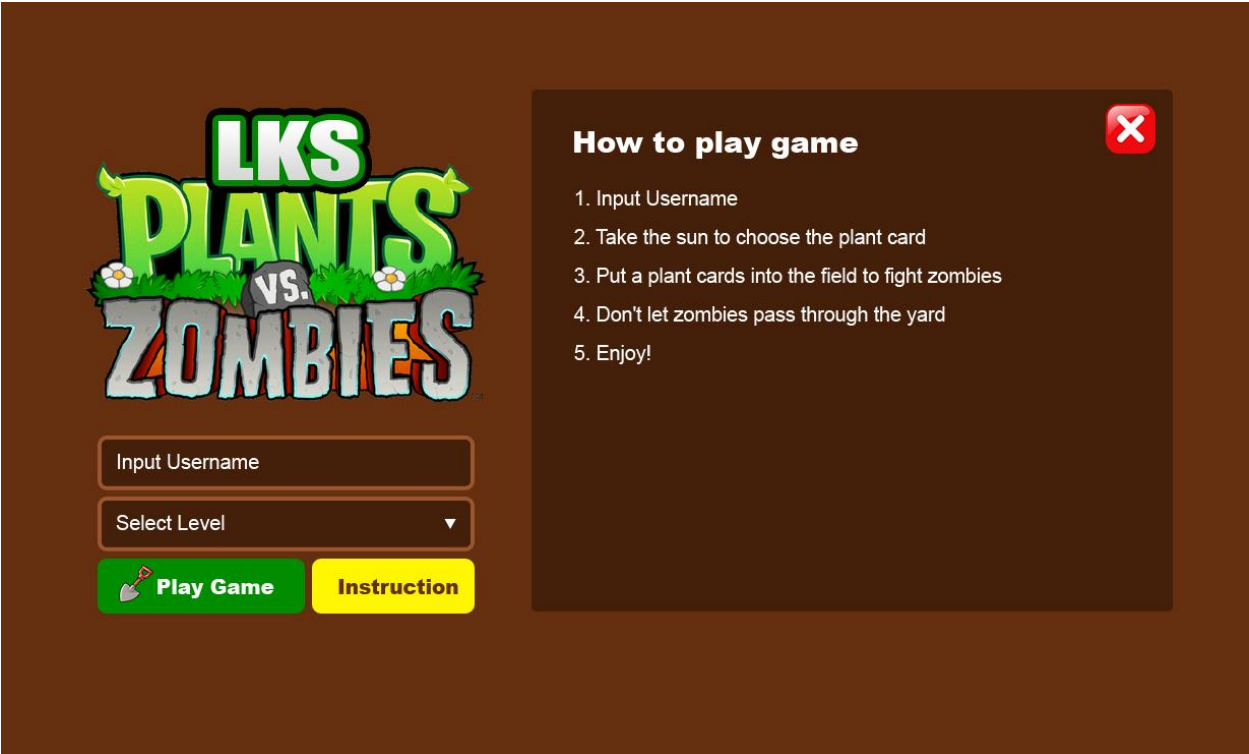 LKS
PLANTS
VS.
ZOMBIES
Input Username
Select Level
Play Game
Instruction
How to play game
1. Input Username
2. Take the sun to choose the plant card
3. Put a plant cards into the field to fight zombies
4. Don't let zombies pass through the yard
5. Enjoy!